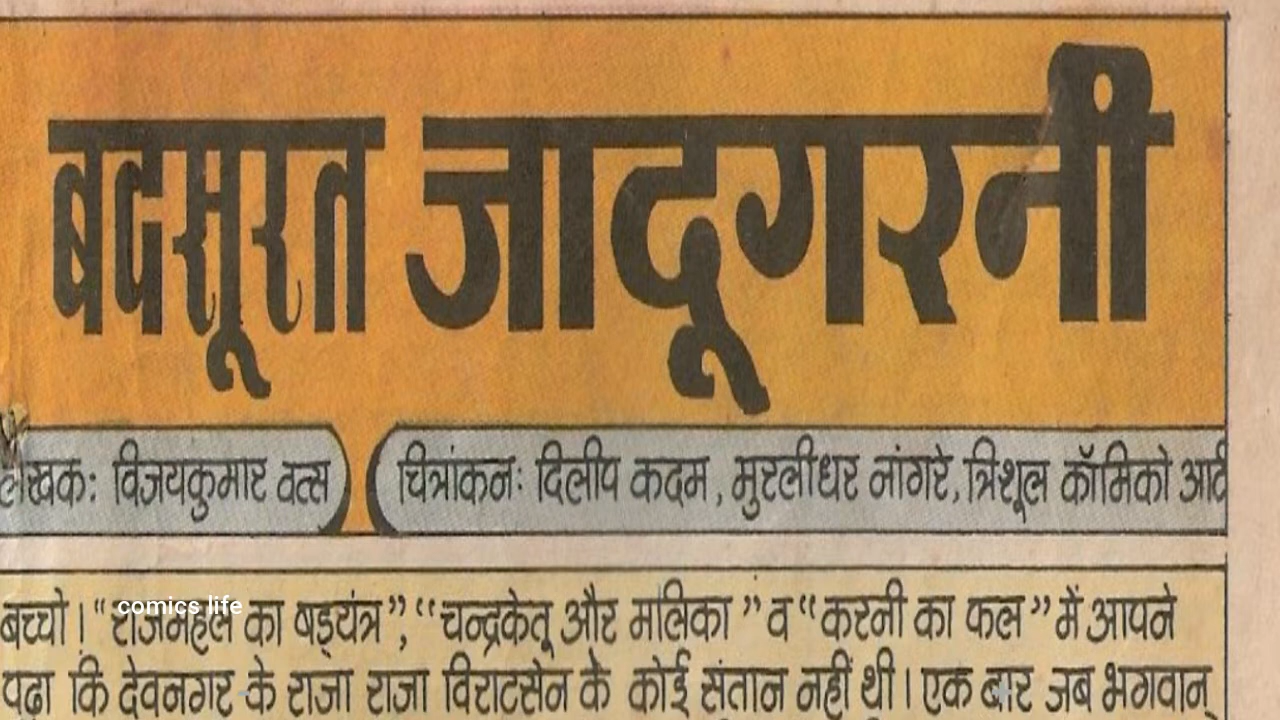 बदसूरत जादूगरनी
लेखक: विजयकुमार वत्स चित्रांकन: दिलीप कदम, मुरलीधर नांगरे, त्रिशूल कॉमिको आर्ट
बच्चो। “राजमहल का षड्यंत्र”, “चन्द्रकेतू और मलिका” व “करनी का फल” में आपने
comics life
पढ़ा कि देवनगर के राजा राजा विराटसेन के कोई संतान नहीं थी। एक बार जब भगवान्